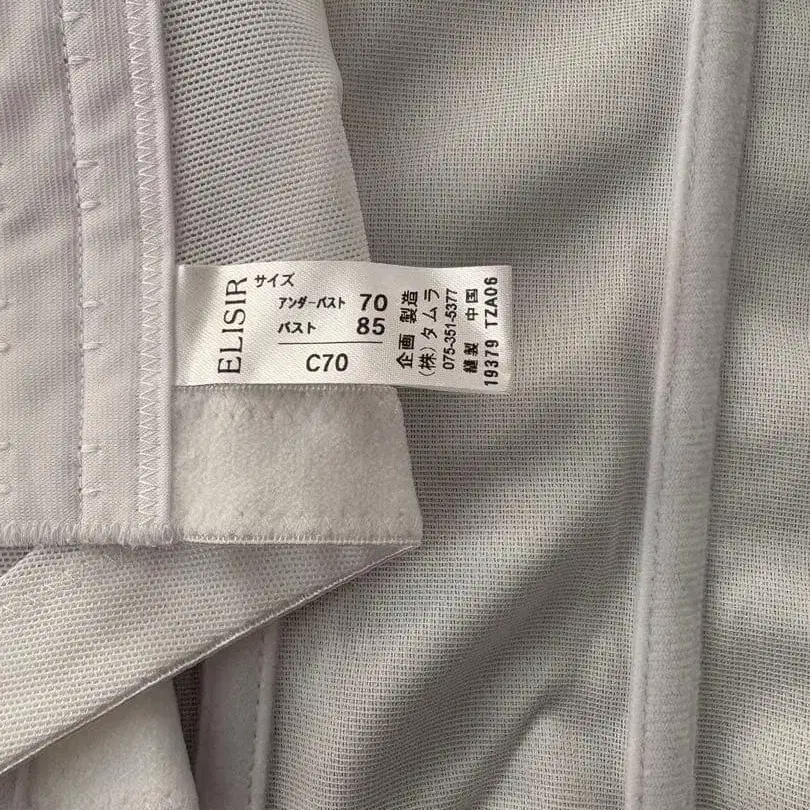 ELISIR
サイズ
アンダーバスト 70
バスト 85
C70
企画 製造
(株)タムラ
075-351-5377
縫製 中国
19379 TZA06